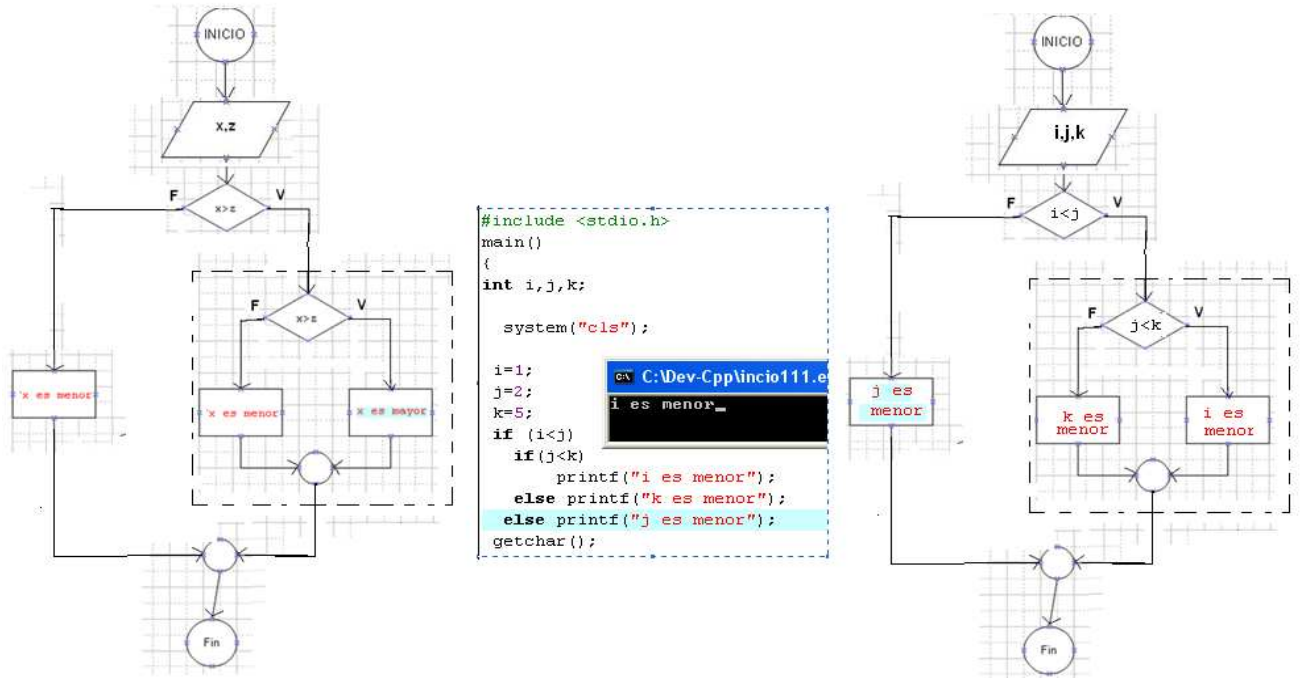 INICIO
x,z
F
V
x>z
F
V
x>z
'x es menor
'x es menor
x es mayor
Fin
#include <stdio.h>
main()
{
int i,j,k;
system("cls");
i=1;
j=2;
k=5;
if (i<j)
if(j<k)
printf("i es menor");
else printf("k es menor");
else printf("j es menor");
getchar();
C:\Dev-Cpp\incio111.e
i es menor_
INICIO
i,j,k
F
V
i<j
F
V
j<k
j es
menor
k es
menor
i es
menor
Fin